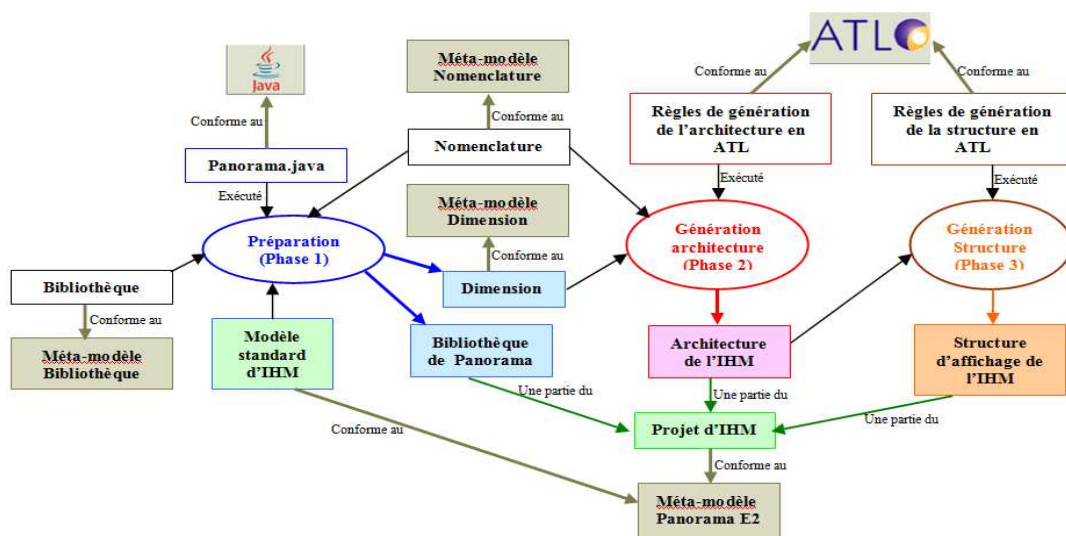 ATL
Java
Méta-modèle
Nomenclature
Conforme au
Conforme au
Conforme au
Conforme au
Règles de génération
de l'architecture en
ATL
Règles de génération
de la structure en
ATL
Panorama.java
Nomenclature
Exécuté
Exécuté
Exécuté
Méta-modèle
Dimension
Préparation
(Phase 1)
Génération
architecture
(Phase 2)
Génération
Structure
(Phase 3)
Conforme au
Bibliothèque
Dimension
Conforme au
Méta-modèle
Bibliothèque
Modèle
standard
d'IHM
Bibliothèque
de Panorama
Architecture
de l'IHM
Structure
d'affichage de
l'IHM
Une partie du
Une partie du
Une partie du
Conforme au
Projet d'IHM
Conforme au
Méta-modèle
Panorama E2